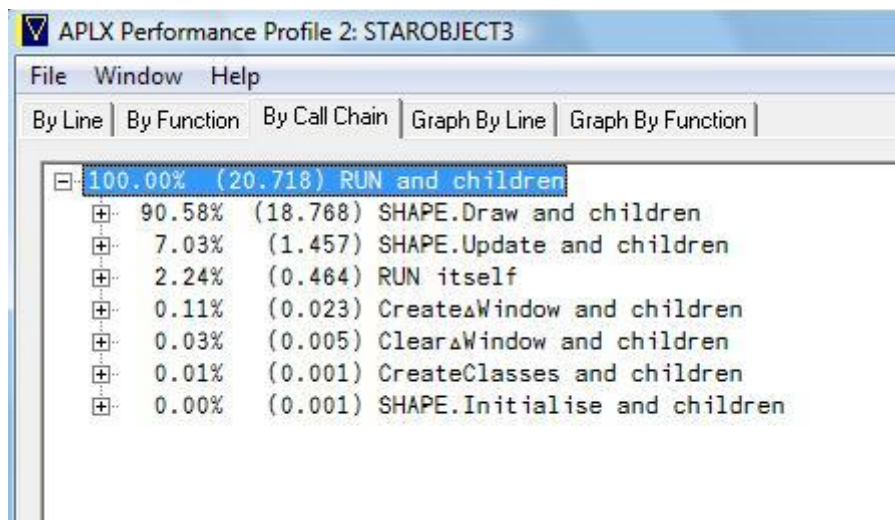 APLX Performance Profile 2: STAROBJECT3
File Window Help
By Line By Function By Call Chain Graph By Line Graph By Function
100.00% (20.718) RUN and children
90.58% (18.768) SHAPE.Draw and children
7.03% (1.457) SHAPE.Update and children
2.24% (0.464) RUN itself
0.11% (0.023) Create∆Window and children
0.03% (0.005) Clear∆Window and children
0.01% (0.001) CreateClasses and children
0.00% (0.001) SHAPE.Initialise and children